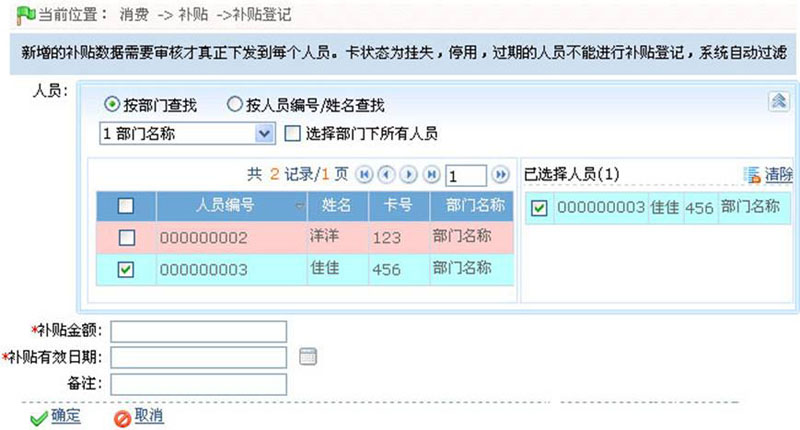 当前位置： 消费 -> 补贴 ->补贴登记
新增的补贴数据需要审核才真正下发到每个人员。卡状态为挂失，停用，过期的人员不能进行补贴登记，系统自动过滤
人员:
按部门查找 按人员编号/姓名查找
1 部门名称 选择部门下所有人员
共 2 记录/1 页 1
人员编号 姓名 卡号 部门名称
000000002 洋洋 123 部门名称
000000003 佳佳 456 部门名称
已选择人员(1) 清除
000000003 佳佳 456 部门名称
*补贴金额:
*补贴有效日期:
备注:
确定 取消